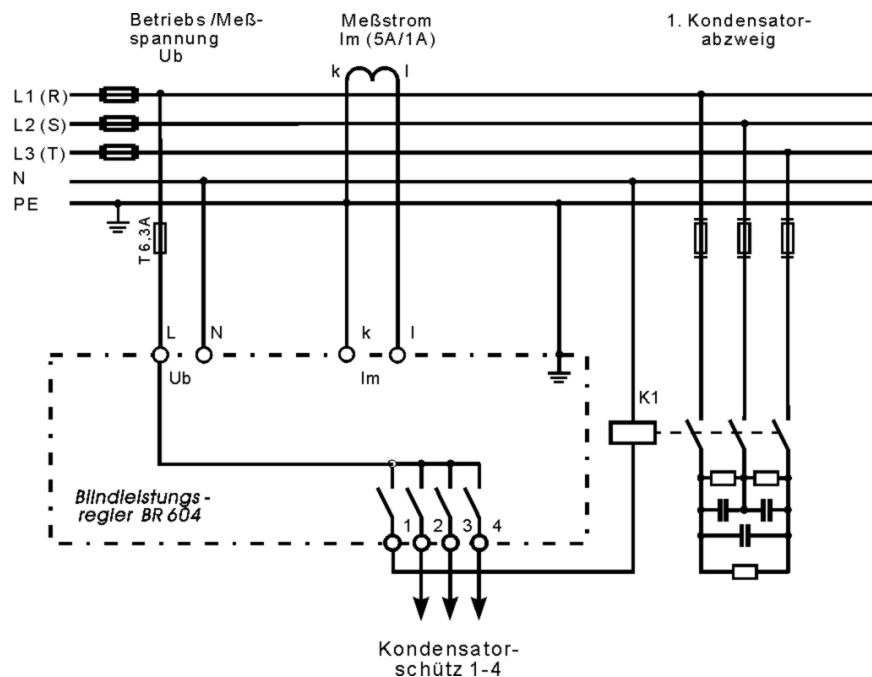 Betriebs/Meß-
spannung
Ub
Meßstrom
Im (5A/1A)
1. Kondensator-
abzweig
k l
L1 (R)
L2 (S)
L3 (T)
N
PE
T 6,3A
L N k l
Ub Im
K1
Blindleistungs-
regler BR 604
1 2 3 4
Kondensator-
schütz 1-4